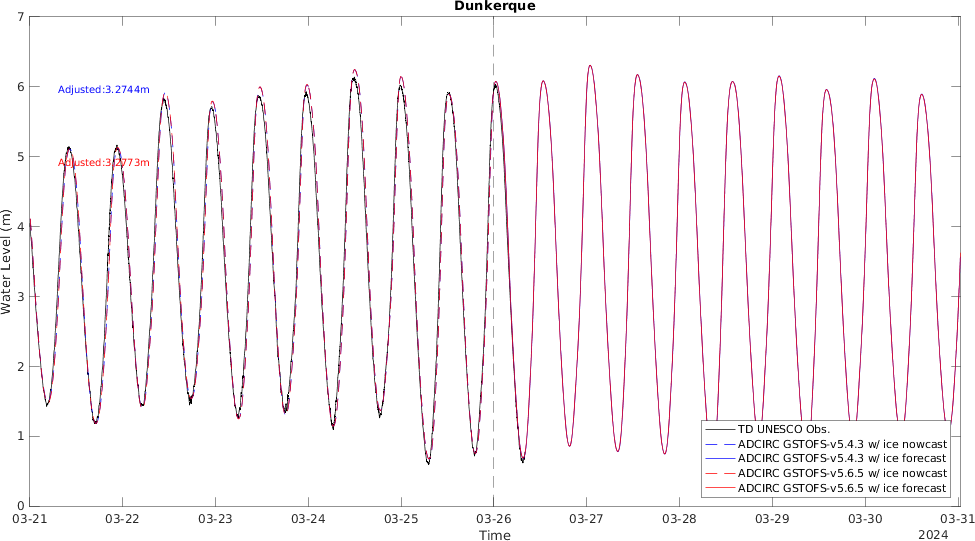 Dunkerque
7
6
5
4
3
2
1
0
Water Level (m)
Adjusted:3.2744m
Adjusted:3.2773m
TD UNESCO Obs.
ADCIRC GSTOFS-v5.4.3 w/ ice nowcast
ADCIRC GSTOFS-v5.4.3 w/ ice forecast
ADCIRC GSTOFS-v5.6.5 w/ ice nowcast
ADCIRC GSTOFS-v5.6.5 w/ ice forecast
03-21 03-22 03-23 03-24 03-25 03-26 03-27 03-28 03-29 03-30 03-31
Time
2024